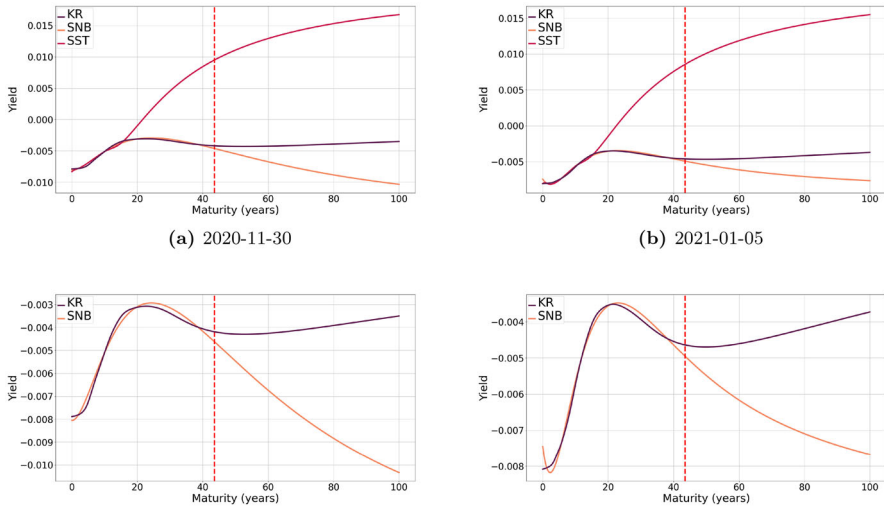 KR
SNB
SST
0.015
0.010
0.005
0.000
−0.005
−0.010
Yield
0 20 40 60 80 100
Maturity (years)
(a) 2020-11-30
KR
SNB
SST
0.015
0.010
0.005
0.000
−0.005
Yield
0 20 40 60 80 100
Maturity (years)
(b) 2021-01-05
KR
SNB
−0.003
−0.004
−0.005
−0.006
−0.007
−0.008
−0.009
−0.010
Yield
0 20 40 60 80 100
Maturity (years)
KR
SNB
−0.004
−0.005
−0.006
−0.007
−0.008
Yield
0 20 40 60 80 100
Maturity (years)